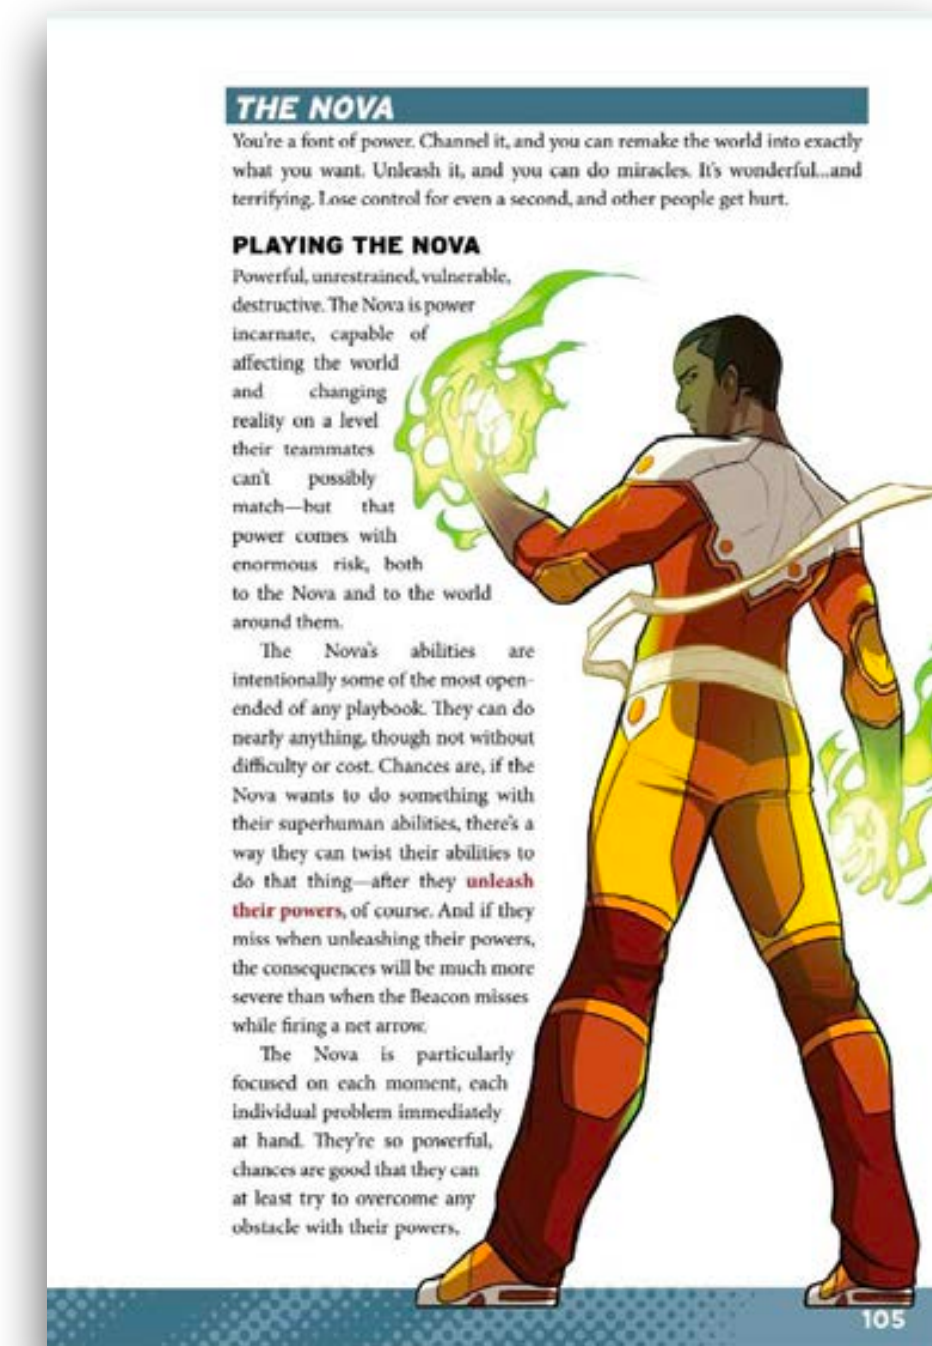 THE NOVA
You're a font of power. Channel it, and you can remake the world into exactly
what you want. Unleash it, and you can do miracles. It's wonderful...and
terrifying. Lose control for even a second, and other people get hurt.
PLAYING THE NOVA
Powerful, unrestrained, vulnerable,
destructive. The Nova is power
incarnate, capable of
affecting the world
and changing
reality on a level
their teammates
can't possibly
match—but that
power comes with
enormous risk, both
to the Nova and to the world
around them.
The Nova's abilities are
intentionally some of the most open-
ended of any playbook. They can do
nearly anything, though not without
difficulty or cost. Chances are, if the
Nova wants to do something with
their superhuman abilities, there's a
way they can twist their abilities to
do that thing—after they unleash
their powers, of course. And if they
miss when unleashing their powers,
the consequences will be much more
severe than when the Beacon misses
while firing a net arrow.
The Nova is particularly
focused on each moment, each
individual problem immediately
at hand. They're so powerful,
chances are good that they can
at least try to overcome any
obstacle with their powers.
105